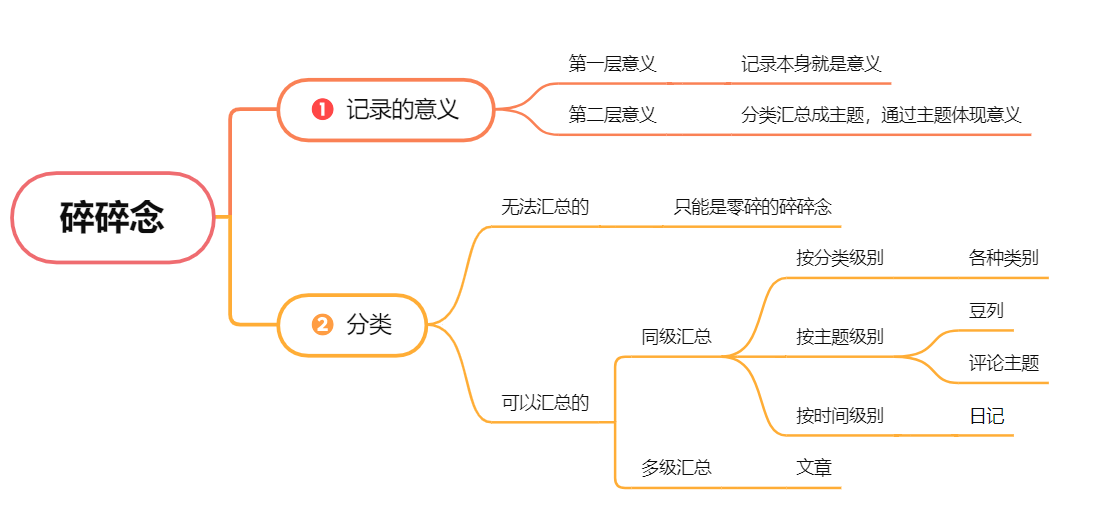 碎碎念
1 记录的意义
第一层意义
记录本身就是意义
第二层意义
分类汇总成主题，通过主题体现意义
2 分类
无法汇总的
只能是零碎的碎碎念
可以汇总的
同级汇总
按分类级别
各种类别
按主题级别
豆列
评论主题
按时间级别
日记
多级汇总
文章